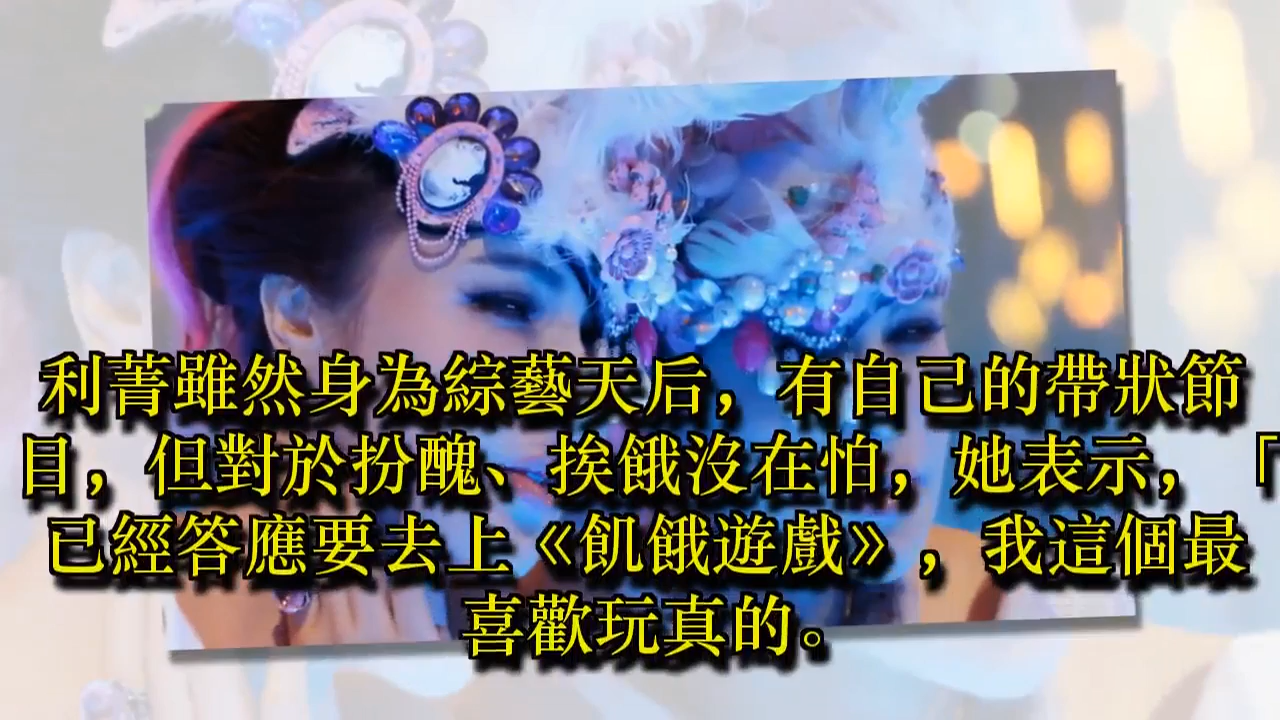 利菁雖然身為綜藝天后，有自己的帶狀節
目，但對於扮醜、挨餓沒在怕，她表示，「
已經答應要去上《飢餓遊戲》，我這個最
喜歡玩真的。